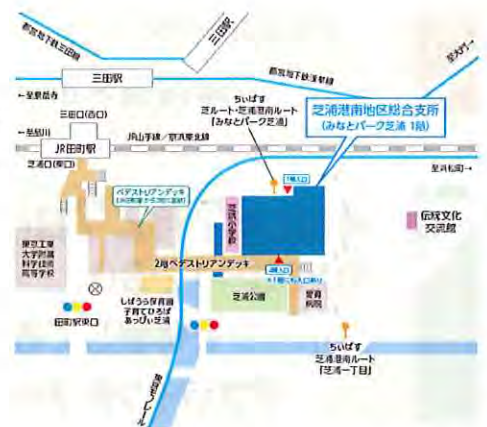 都営地下鉄三田線
三田駅
三田駅
都営地下鉄浅草線
至大門→
←至泉岳寺
三田口(西口)
ちぃばす
芝ルート・芝浦港南ルート
「みなとパーク芝浦」
芝浦港南地区総合支所
(みなとパーク芝浦 1階)
←至品川
JR田町駅
JR山手線/京浜東北線
芝浦口(東口)
至浜松町→
ペデストリアンデッキ
1階入口
芝浦小学校
伝統文化
交流館
東京工業
大学附属
科学技術
高等学校
2階ペデストリアンデッキ
2階入口
しばうら保育園
子育てひろば
あっぴぃ芝浦
芝浦公園
愛育
病院
田町駅東口
ちぃばす
芝浦港南ルート
「芝浦一丁目」
東京モノレール